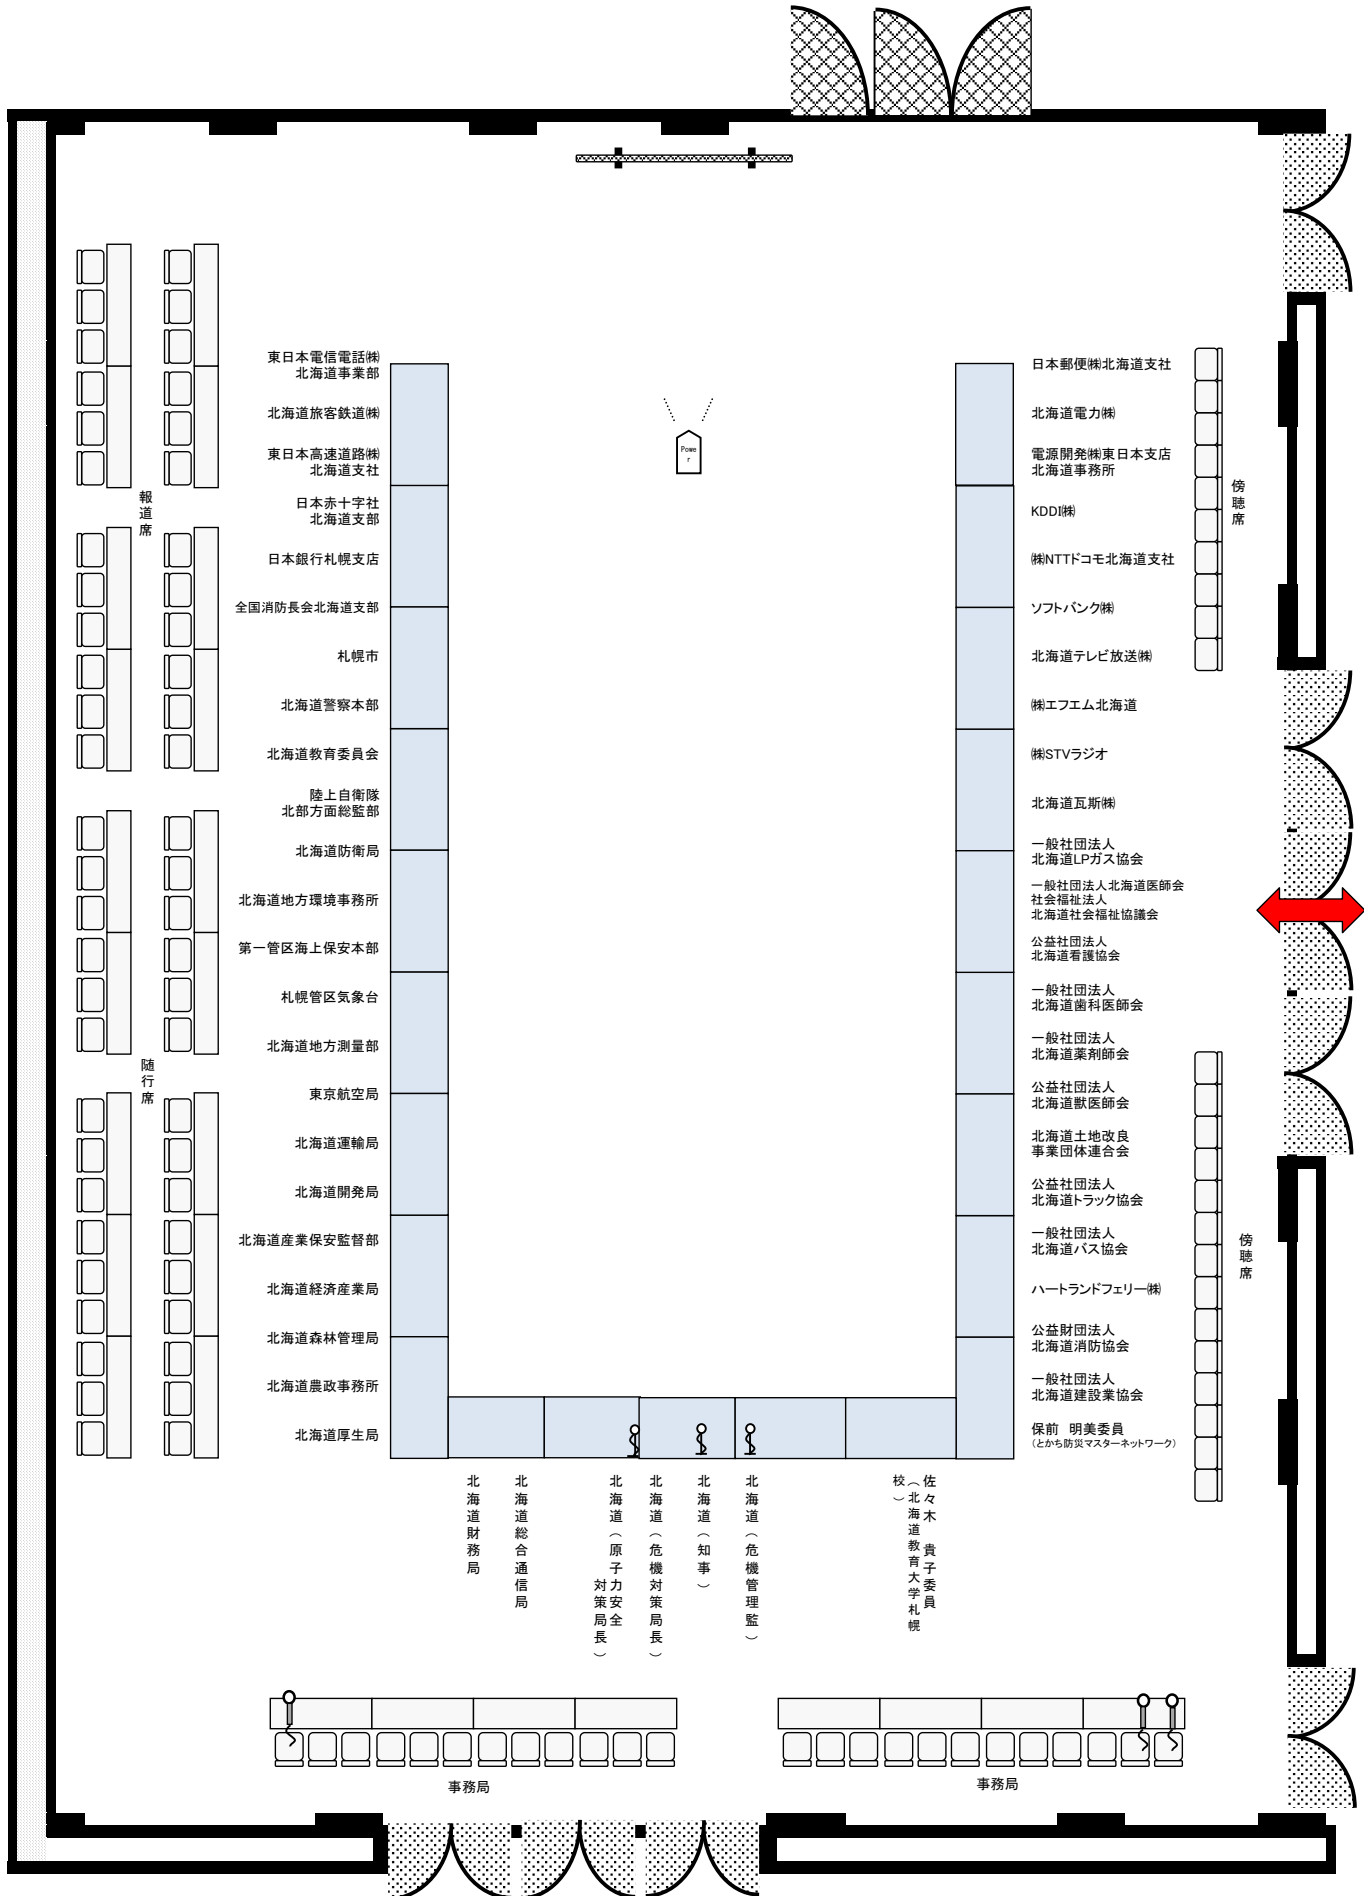 東日本電信電話㈱
北海道事業部
北海道旅客鉄道㈱
東日本高速道路㈱
北海道支社
日本赤十字社
北海道支部
日本銀行札幌支店
全国消防長会北海道支部
札幌市
北海道警察本部
北海道教育委員会
陸上自衛隊
北部方面総監部
北海道防衛局
北海道地方環境事務所
第一管区海上保安本部
札幌管区気象台
北海道地方測量部
東京航空局
北海道運輸局
北海道開発局
北海道産業保安監督部
北海道経済産業局
北海道森林管理局
北海道農政事務所
北海道厚生局
報道席
随行席
Powe
r
日本郵便㈱北海道支社
北海道電力㈱
電源開発㈱東日本支店
北海道事務所
KDDI㈱
㈱NTTドコモ北海道支社
ソフトバンク㈱
北海道テレビ放送㈱
㈱エフエム北海道
㈱STVラジオ
北海道瓦斯㈱
一般社団法人
北海道LPガス協会
一般社団法人北海道医師会
社会福祉法人
北海道社会福祉協議会
公益社団法人
北海道看護協会
一般社団法人
北海道歯科医師会
一般社団法人
北海道薬剤師会
公益社団法人
北海道獣医師会
北海道土地改良
事業団体連合会
公益社団法人
北海道トラック協会
一般社団法人
北海道バス協会
ハートランドフェリー㈱
公益財団法人
北海道消防協会
一般社団法人
北海道建設業協会
保前　明美委員
（とかち防災マスターネットワーク）
傍聴席
傍聴席
北海道財務局
北海道総合通信局
北海道（原子力安全
対策局長）
北海道（危機対策局長）
北海道（知事）
北海道（危機管理監）
佐々木　貴子委員
（北海道教育大学札幌
校）
事務局
事務局